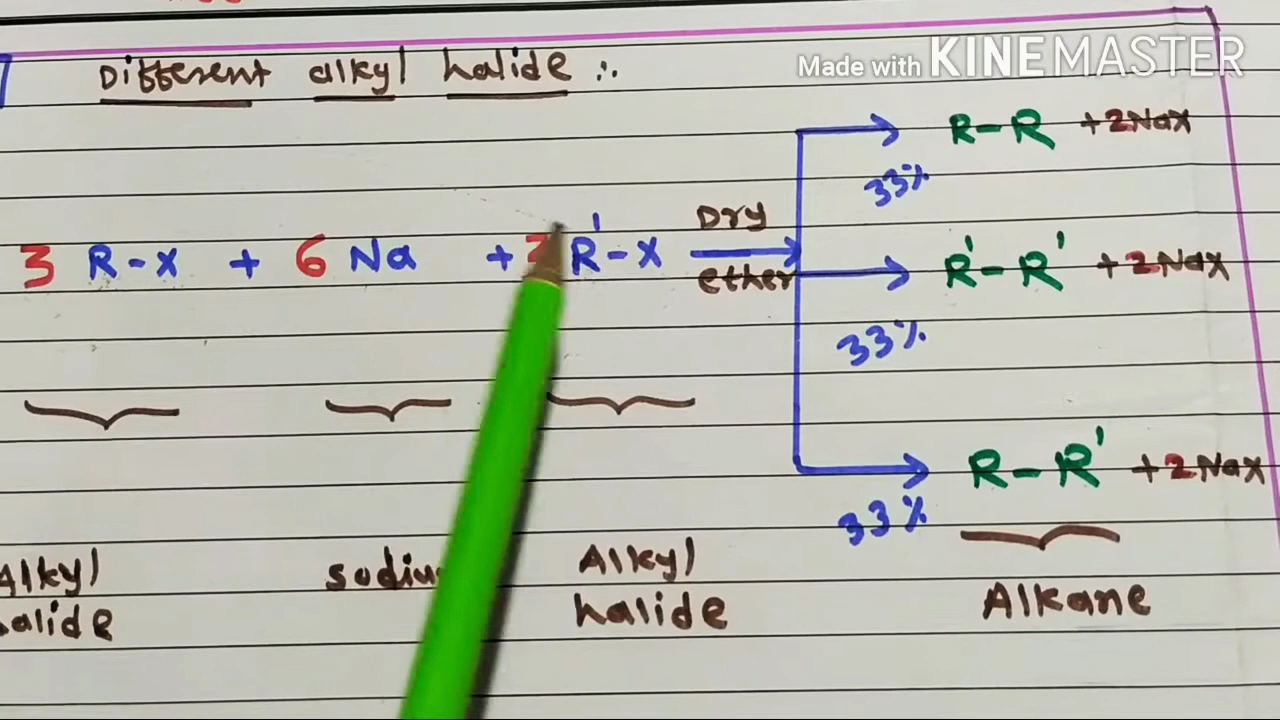 Different alkyl halide :.
Made with KINEMASTER
R-R +2Nax
33%
3 R-x + 6 Na + R'-x Dry ether
R'-R' +2Nax
33%
R-R' +2Nax
33%
Alkyl halide
Alkyl halide
Alkane